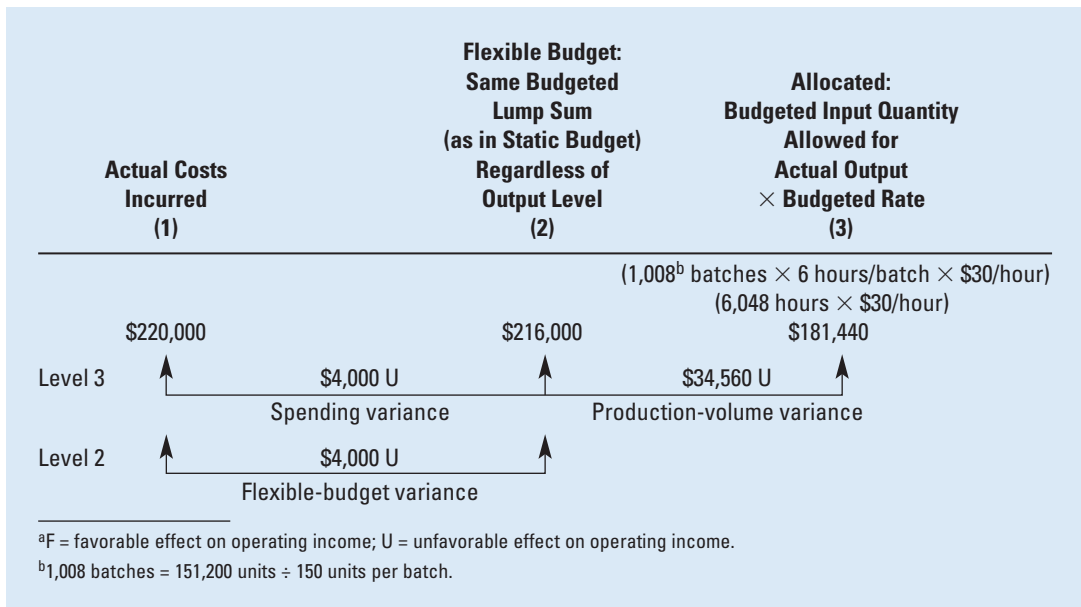 Flexible Budget:
Same Budgeted
Lump Sum
(as in Static Budget)
Regardless of
Output Level
(2)
Allocated:
Budgeted Input Quantity
Allowed for
Actual Output
× Budgeted Rate
(3)
Actual Costs
Incurred
(1)
(1,008b batches × 6 hours/batch × $30/hour)
(6,048 hours × $30/hour)
$220,000 $216,000 $181,440
Level 3 $4,000 U $34,560 U
Spending variance Production-volume variance
Level 2 $4,000 U
Flexible-budget variance
aF = favorable effect on operating income; U = unfavorable effect on operating income.
b1,008 batches = 151,200 units ÷ 150 units per batch.